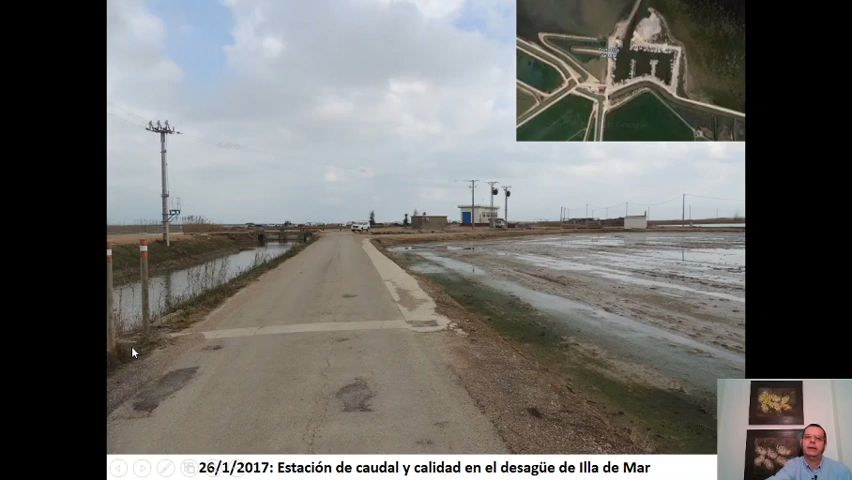 26/1/2017: Estación de caudal y calidad en el desagüe de Illa de Mar